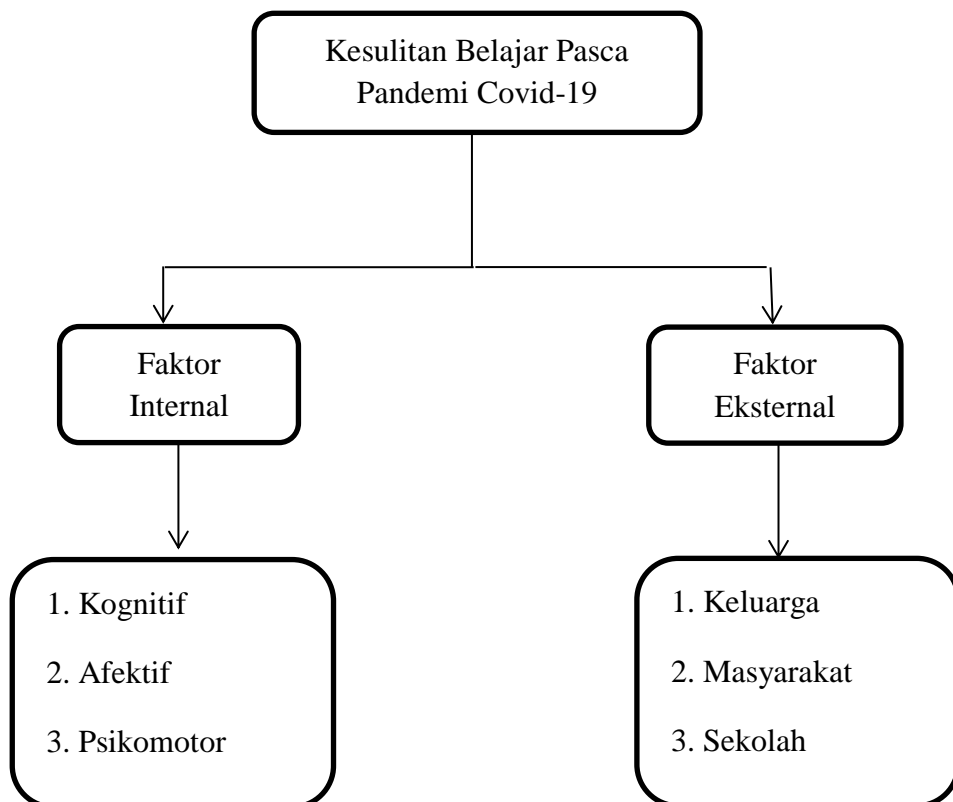 Kesulitan Belajar Pasca
Pandemi Covid-19
Faktor
Internal
Faktor
Eksternal
1. Kognitif
2. Afektif
3. Psikomotor
1. Keluarga
2. Masyarakat
3. Sekolah